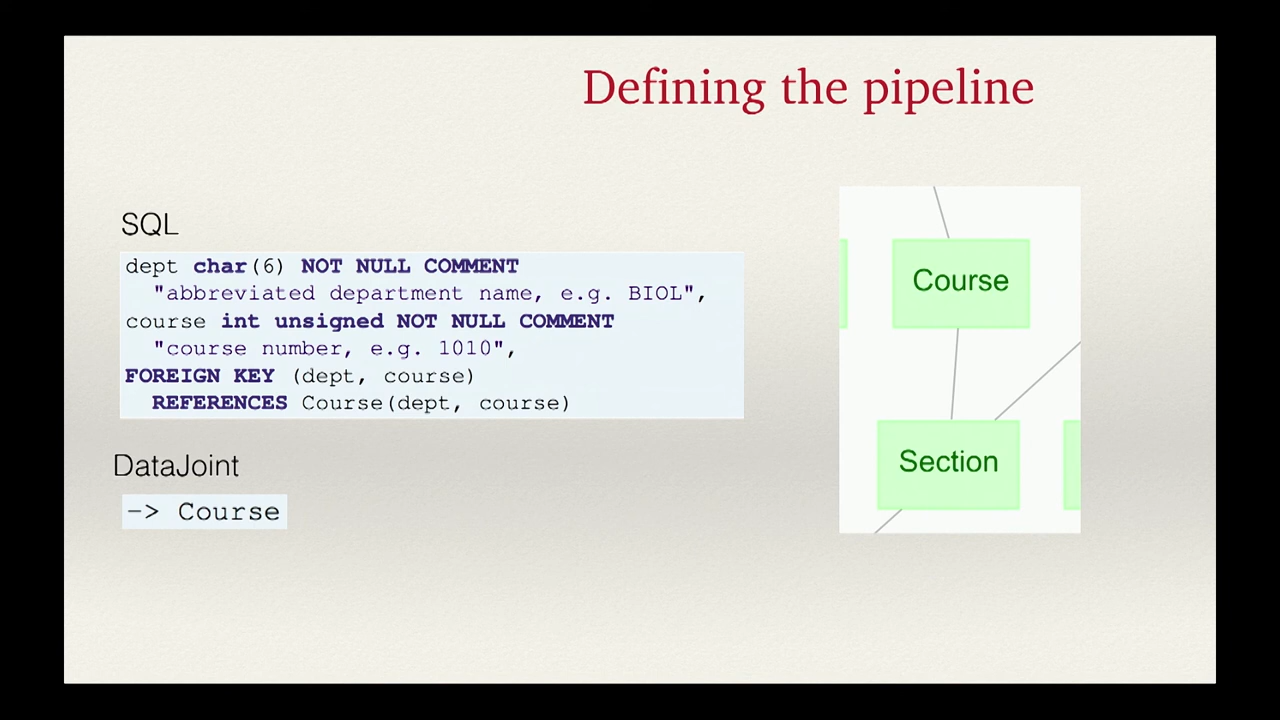 Defining the pipeline
SQL
dept char(6) NOT NULL COMMENT
"abbreviated department name, e.g. BIOL",
course int unsigned NOT NULL COMMENT
"course number, e.g. 1010",
FOREIGN KEY (dept, course)
REFERENCES Course(dept, course)
DataJoint
-> Course
Course
Section